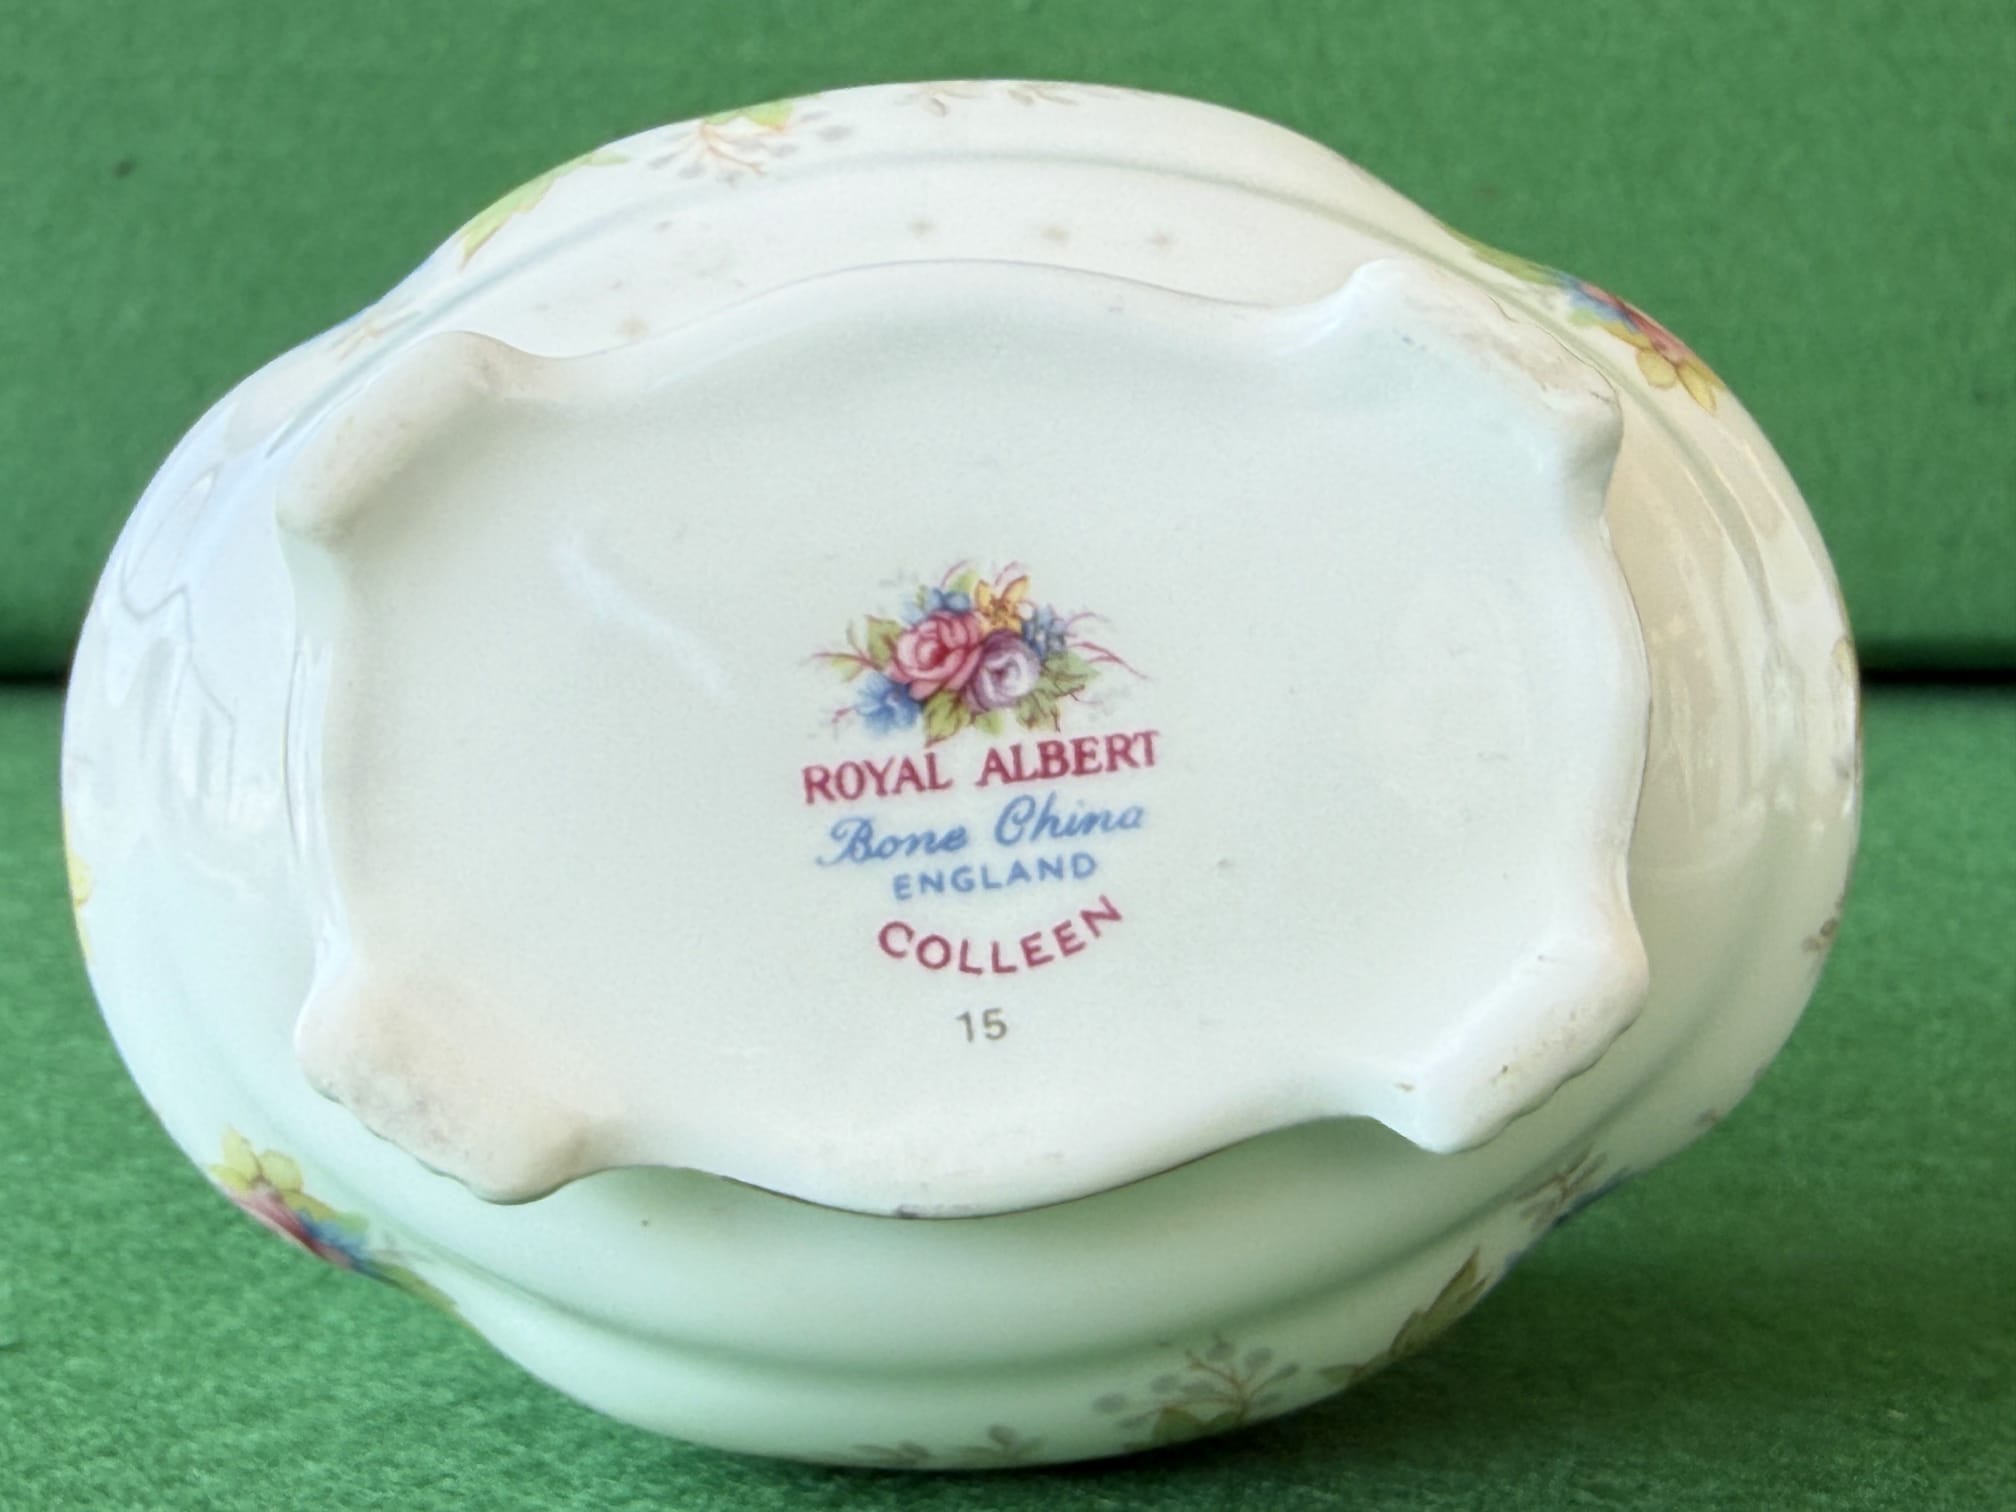 ROYAL ALBERT
Bone China
ENGLAND
COLLEEN
15